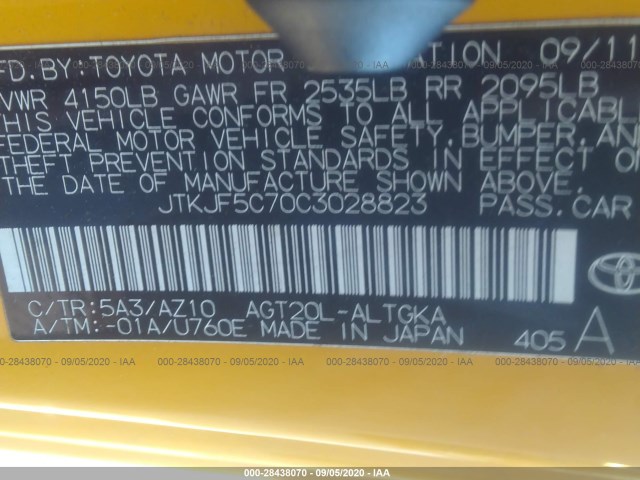 FD. BY: TOYOTA MOTOR 09/11
VWR 4150LB GAWR FR 2535LB RR 2095LB
THIS VEHICLE CONFORMS TO ALL APPLICABL
FEDERAL MOTOR VEHICLE SAFETY, BUMPER, AN
THEFT PREVENTION STANDARDS IN EFFECT
THE DATE OF MANUFACTURE SHOWN ABOVE.
JTKJF5C70C3028823 PASS. CAR
C/TR: 5A3/AZ10 AGT20L-ALTGKA
A/TM: -01A/U760E MADE IN JAPAN 405 A
000-28438070 - 09/05/2020 - IAA